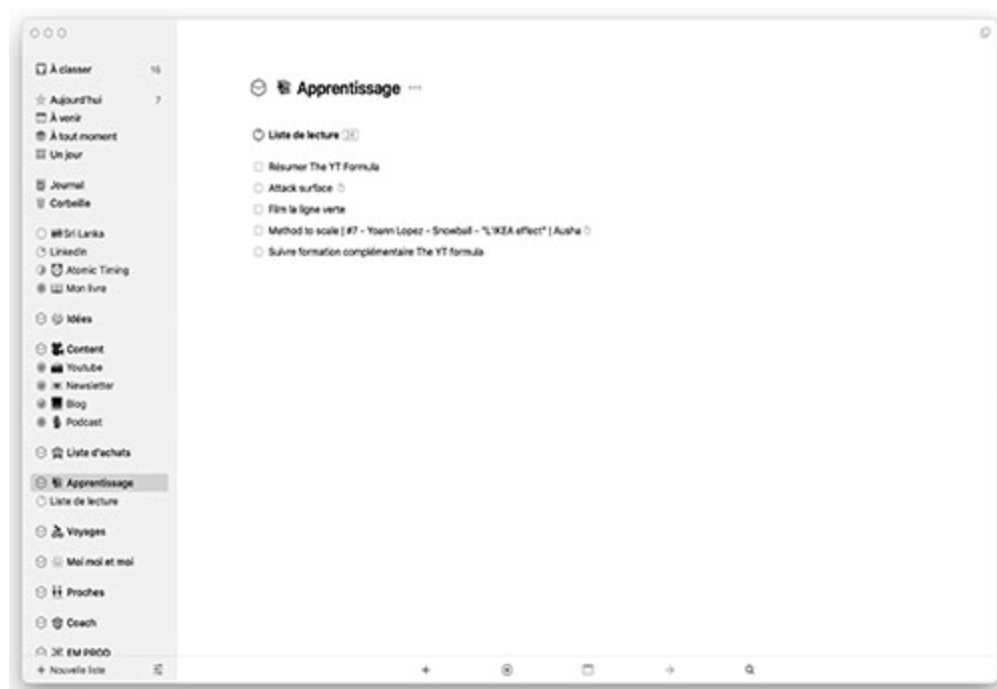 À classer 15
Aujourd'hui 7
À venir
À tout moment
Un jour
Journal
Corbeille
Sri Lanka
Linkedin
Atomic Timing
Mon livre
Idées
Content
Youtube
Newsletter
Blog
Podcast
Liste d'achats
Apprentissage
Liste de lecture
Voyages
Moi moi et moi
Proches
Coach
EM PROD
+ Nouvelle liste
Apprentissage ...
Liste de lecture
Résumer The YT Formula
Attack surface
Film la ligne verte
Method to scale | #7 - Yoann Lopez - Snowball - "L'IKEA effect" | Ausha
Suivre formation complémentaire The YT formula